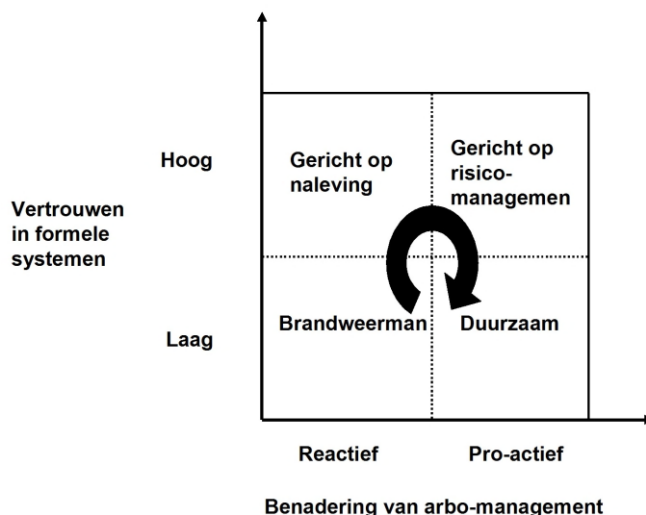 Hoog
Gericht op
naleving
Gericht op
risico-
managemen
Vertrouwen
in formele
systemen
Laag
Brandweerman
Duurzaam
Reactief
Pro-actief
Benadering van arbo-management